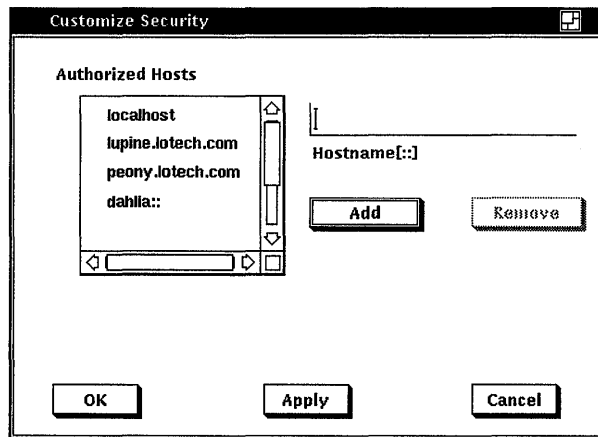 Customize Security
Authorized Hosts
localhost
lupine.lotech.com
peony.lotech.com
dahlia::
Hostname[::]
Add
Remove
OK
Apply
Cancel